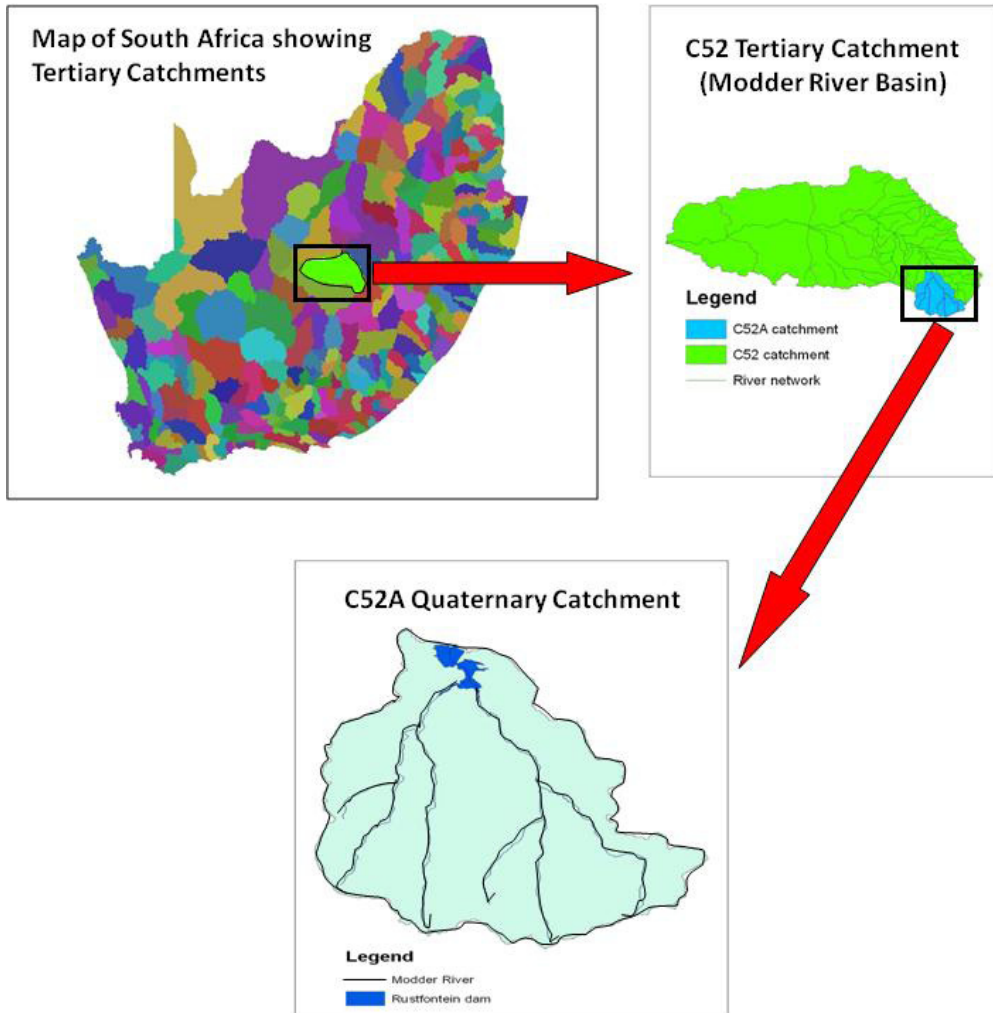 Map of South Africa showing
Tertiary Catchments
C52 Tertiary Catchment
(Modder River Basin)
Legend
C52A catchment
C52 catchment
River network
C52A Quaternary Catchment
Legend
Modder River
Rustfontein dam